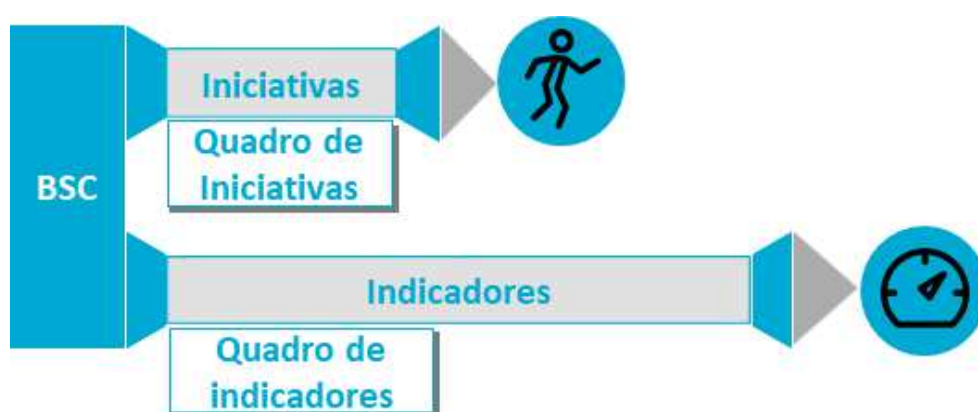 BSC
Iniciativas
Quadro de
Iniciativas
Indicadores
Quadro de
indicadores